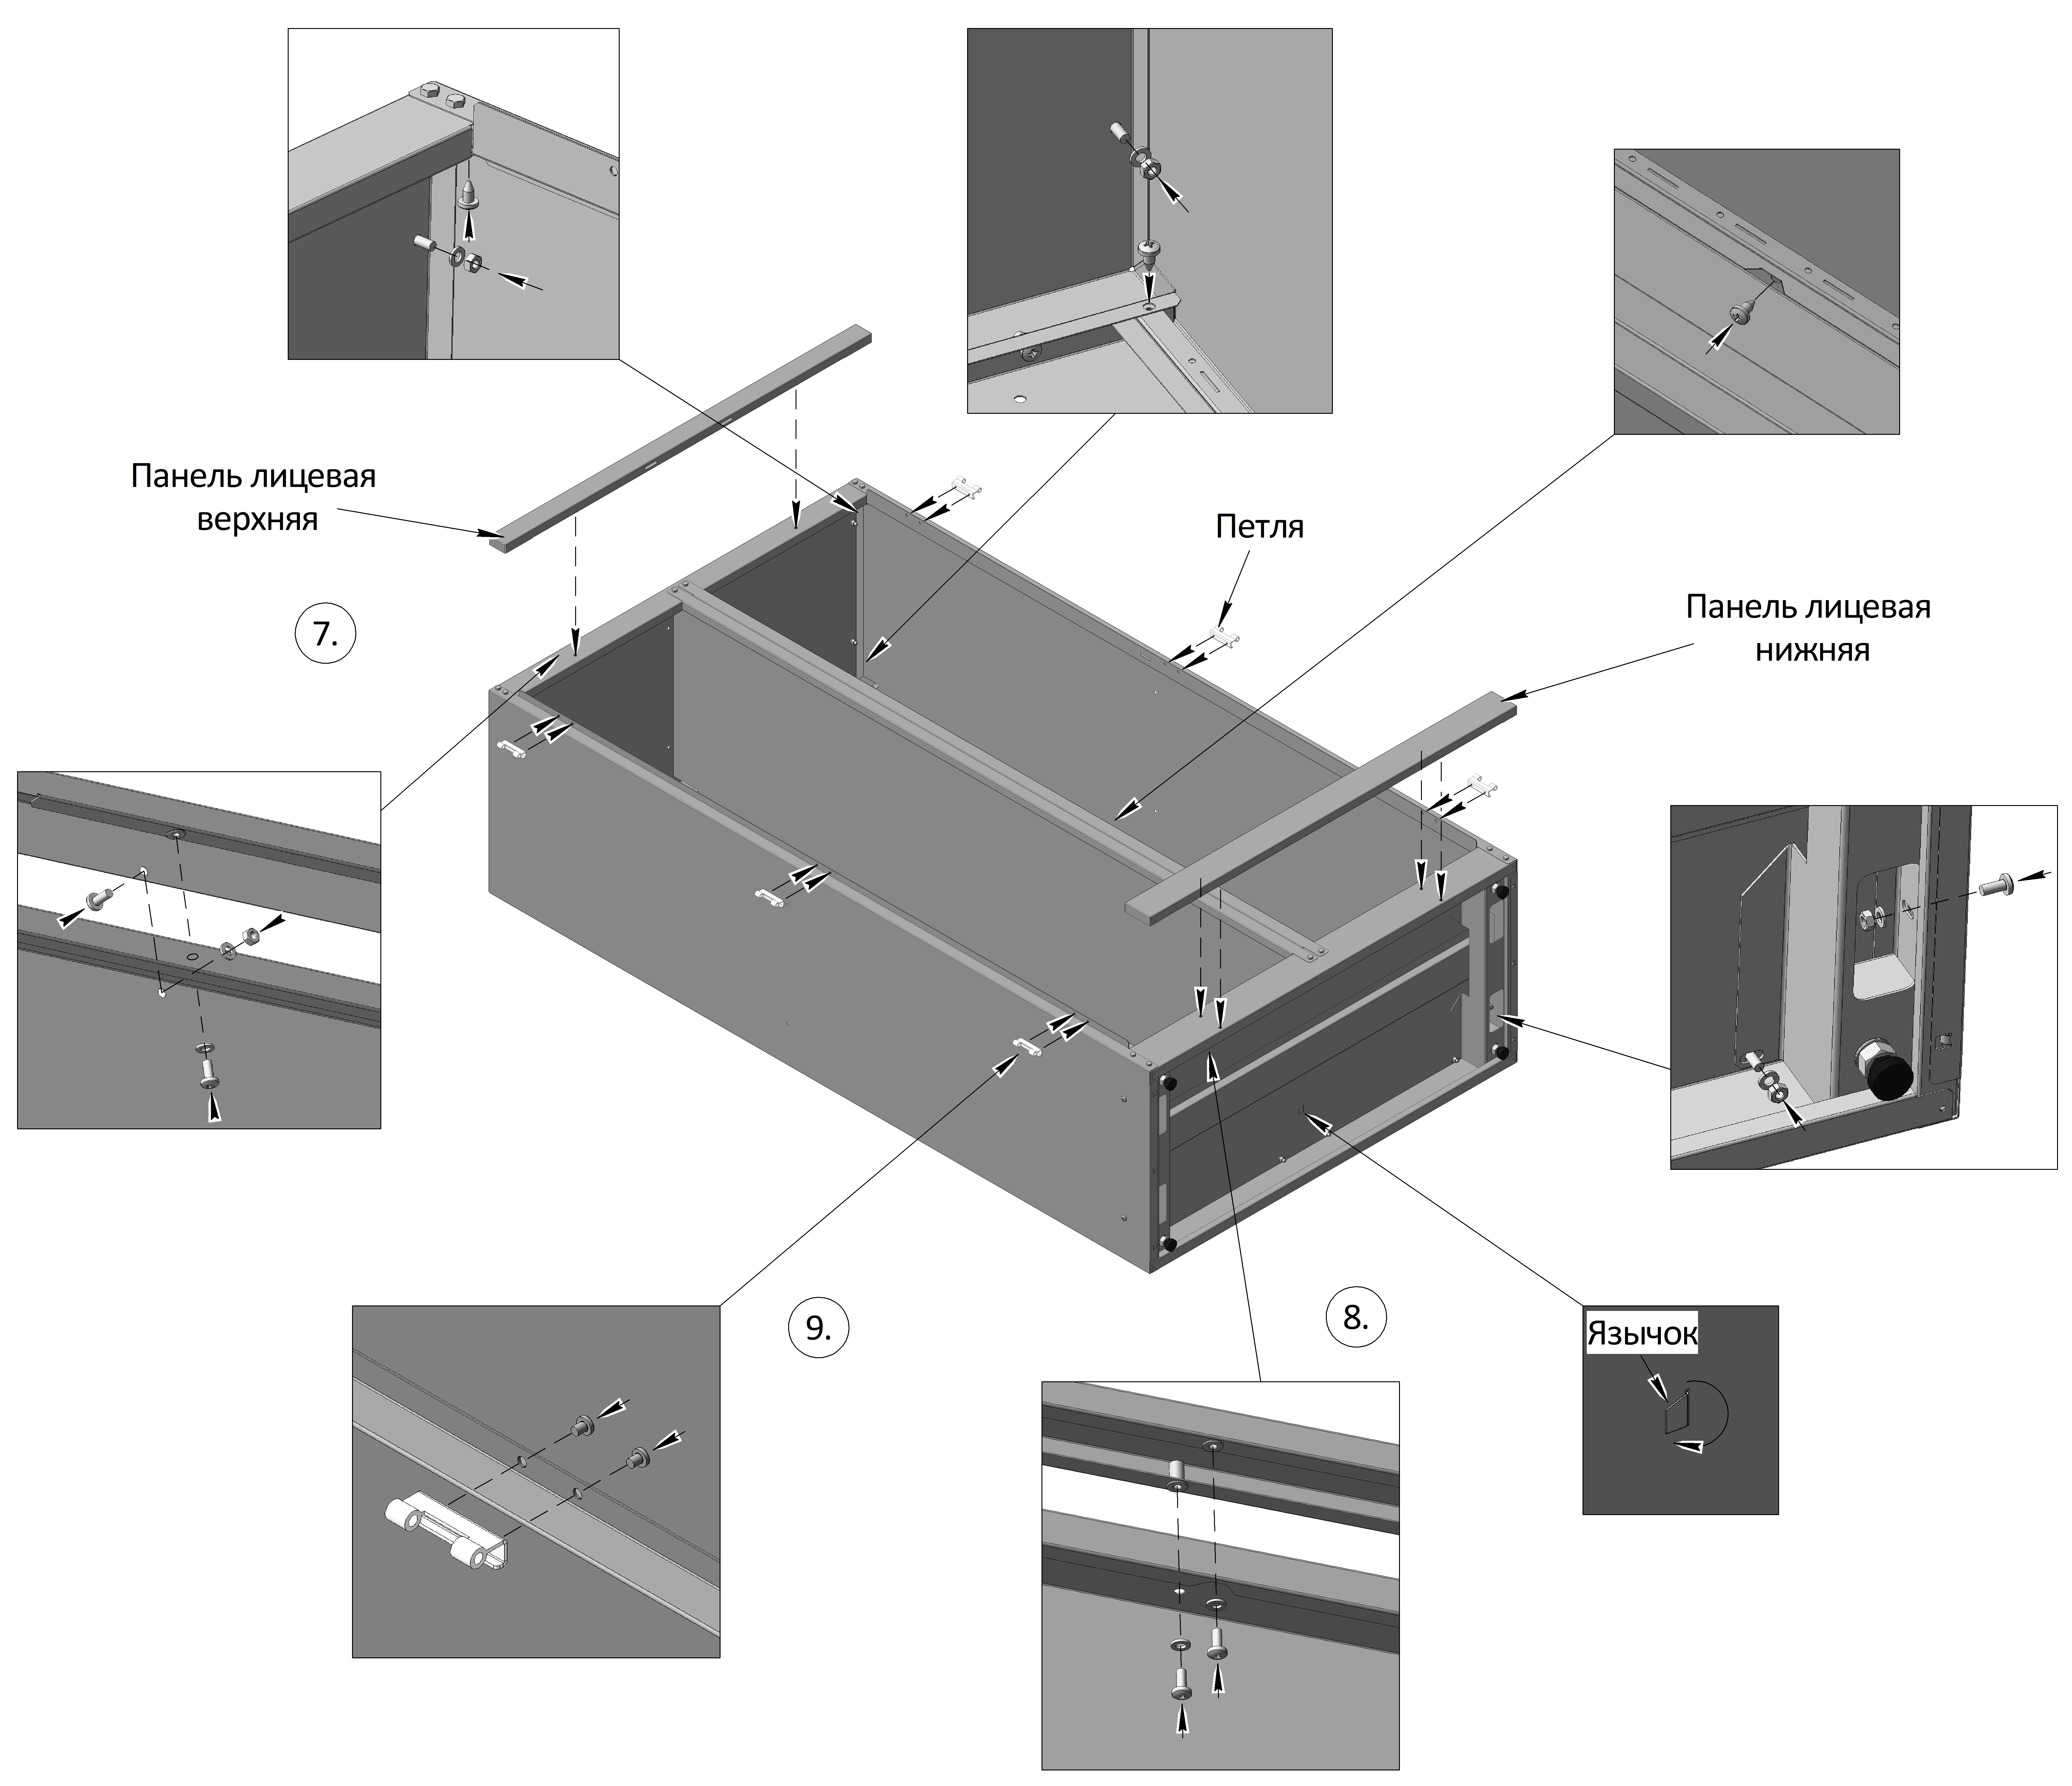 Панель лицевая
верхняя
Петля
Панель лицевая
нижняя
7.
9.
8.
Язычок